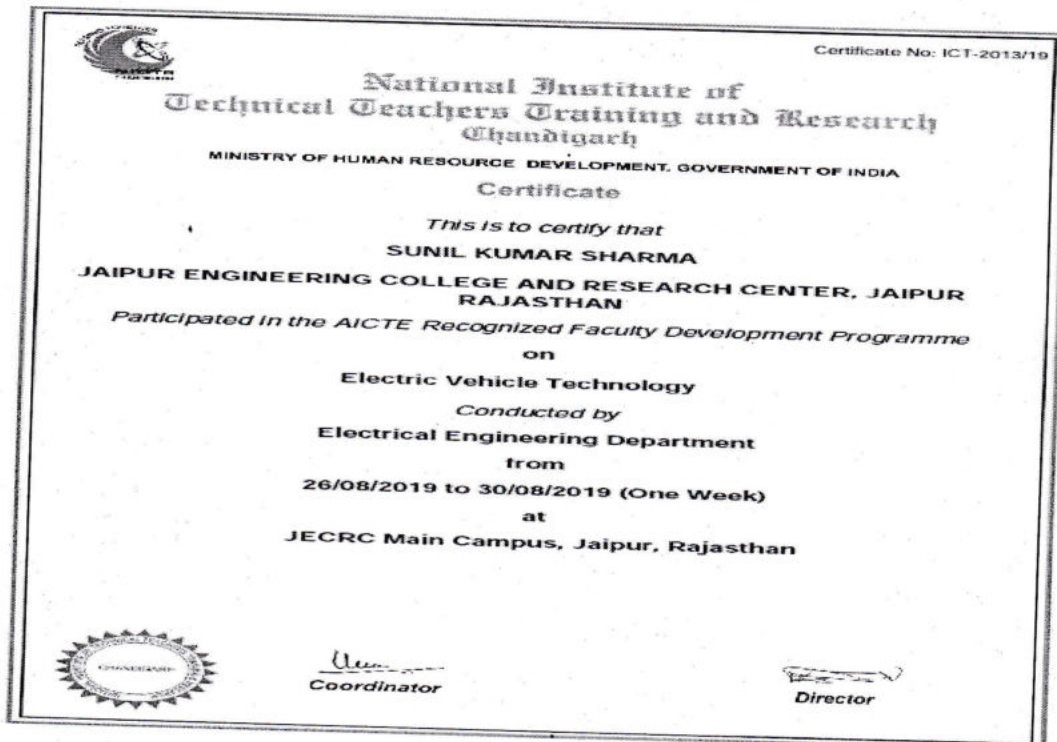 Certificate No: ICT-2013/19
National Institute of
Technical Teachers Training and Research
Chandigarh
MINISTRY OF HUMAN RESOURCE DEVELOPMENT, GOVERNMENT OF INDIA
Certificate
This is to certify that
SUNIL KUMAR SHARMA
JAIPUR ENGINEERING COLLEGE AND RESEARCH CENTER, JAIPUR
RAJASTHAN
Participated in the AICTE Recognized Faculty Development Programme
on
Electric Vehicle Technology
Conducted by
Electrical Engineering Department
from
26/08/2019 to 30/08/2019 (One Week)
at
JECRC Main Campus, Jaipur, Rajasthan
CHANDIGARH
Coordinator
Director